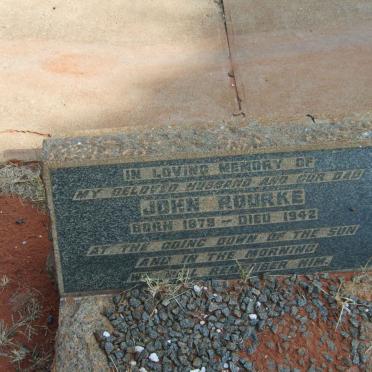 IN LOVING MEMORY OF
MY BELOVED HUSBAND AND OUR DAD
JOHN ROURKE
BORN 1879 - DIED 1942
AT THE GOING DOWN OF THE SUN
AND IN THE MORNING
WE WILL REMEMBER HIM.